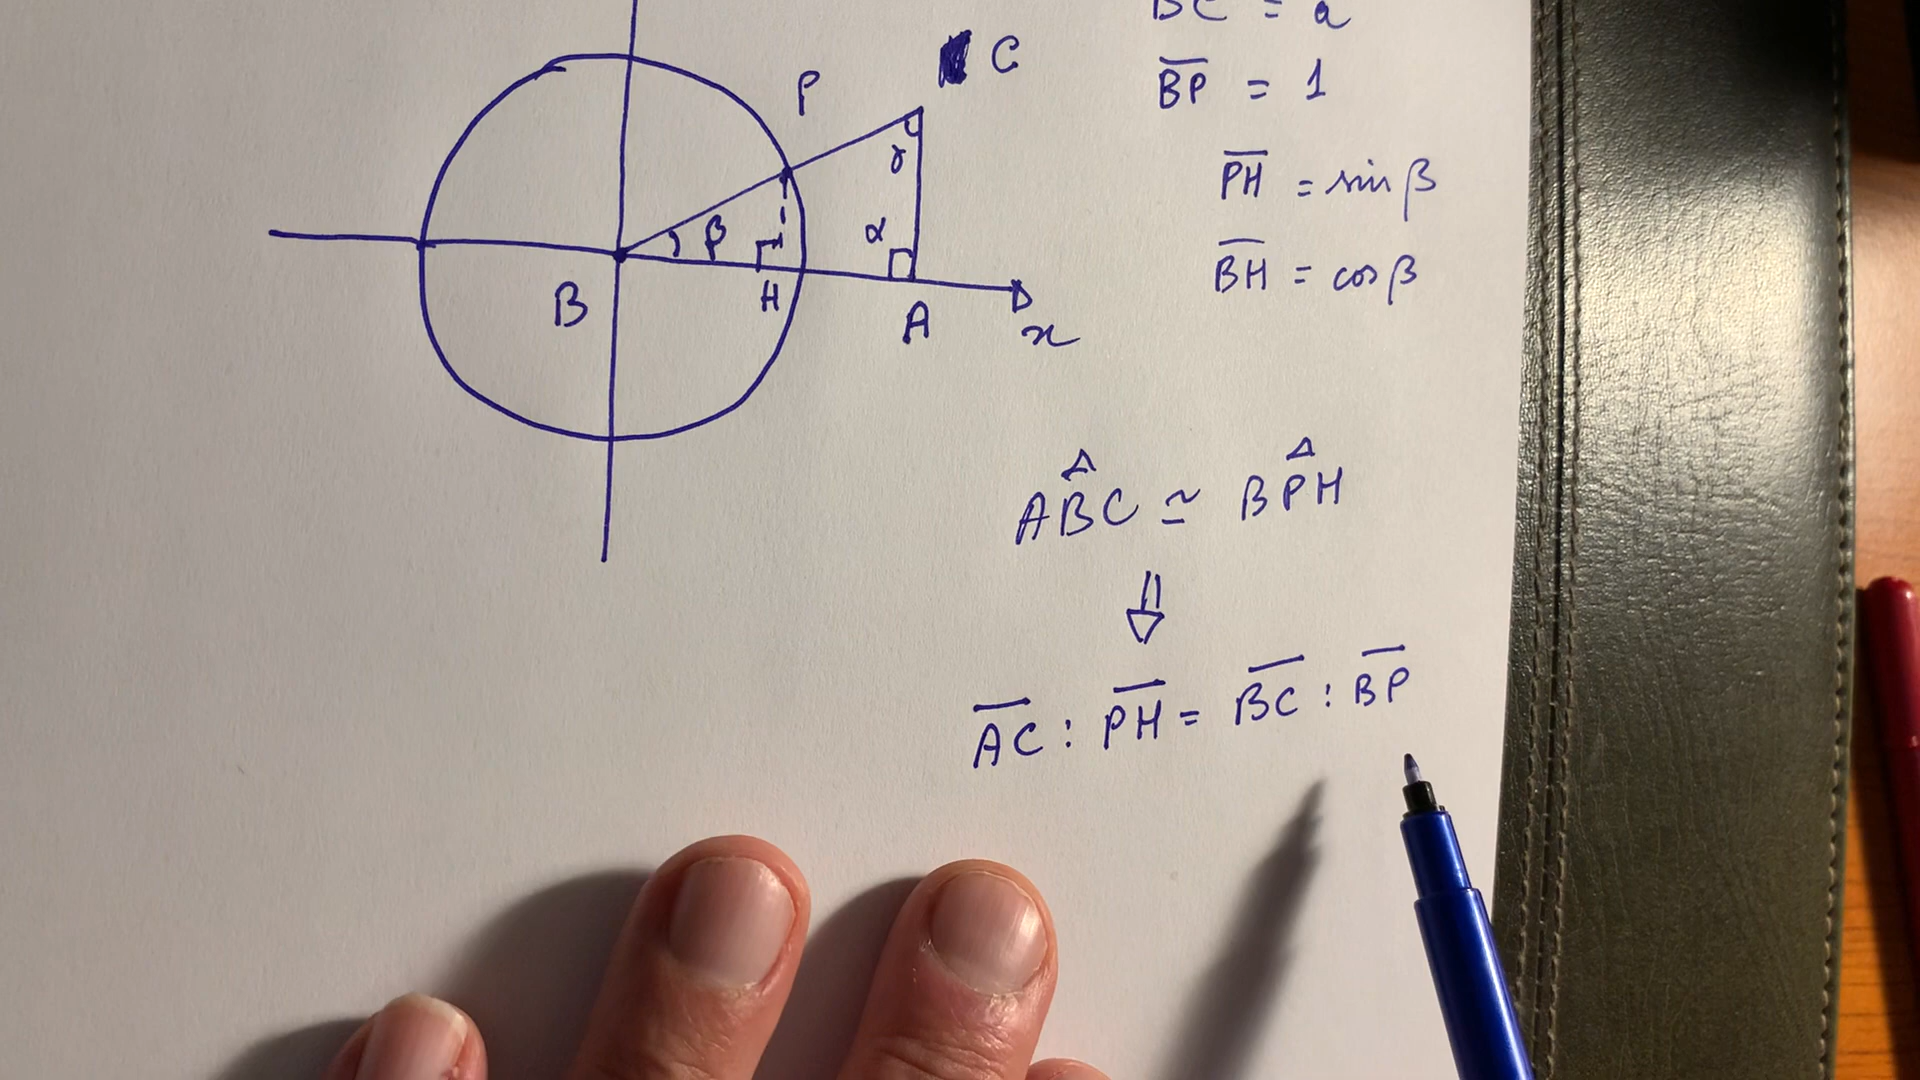 BC = a
C
P
BP = 1
γ
PH = sin β
α
β
BH = cos β
B
H
A
x
ABC ≃ BPH
⇓
AC : PH = BC : BP